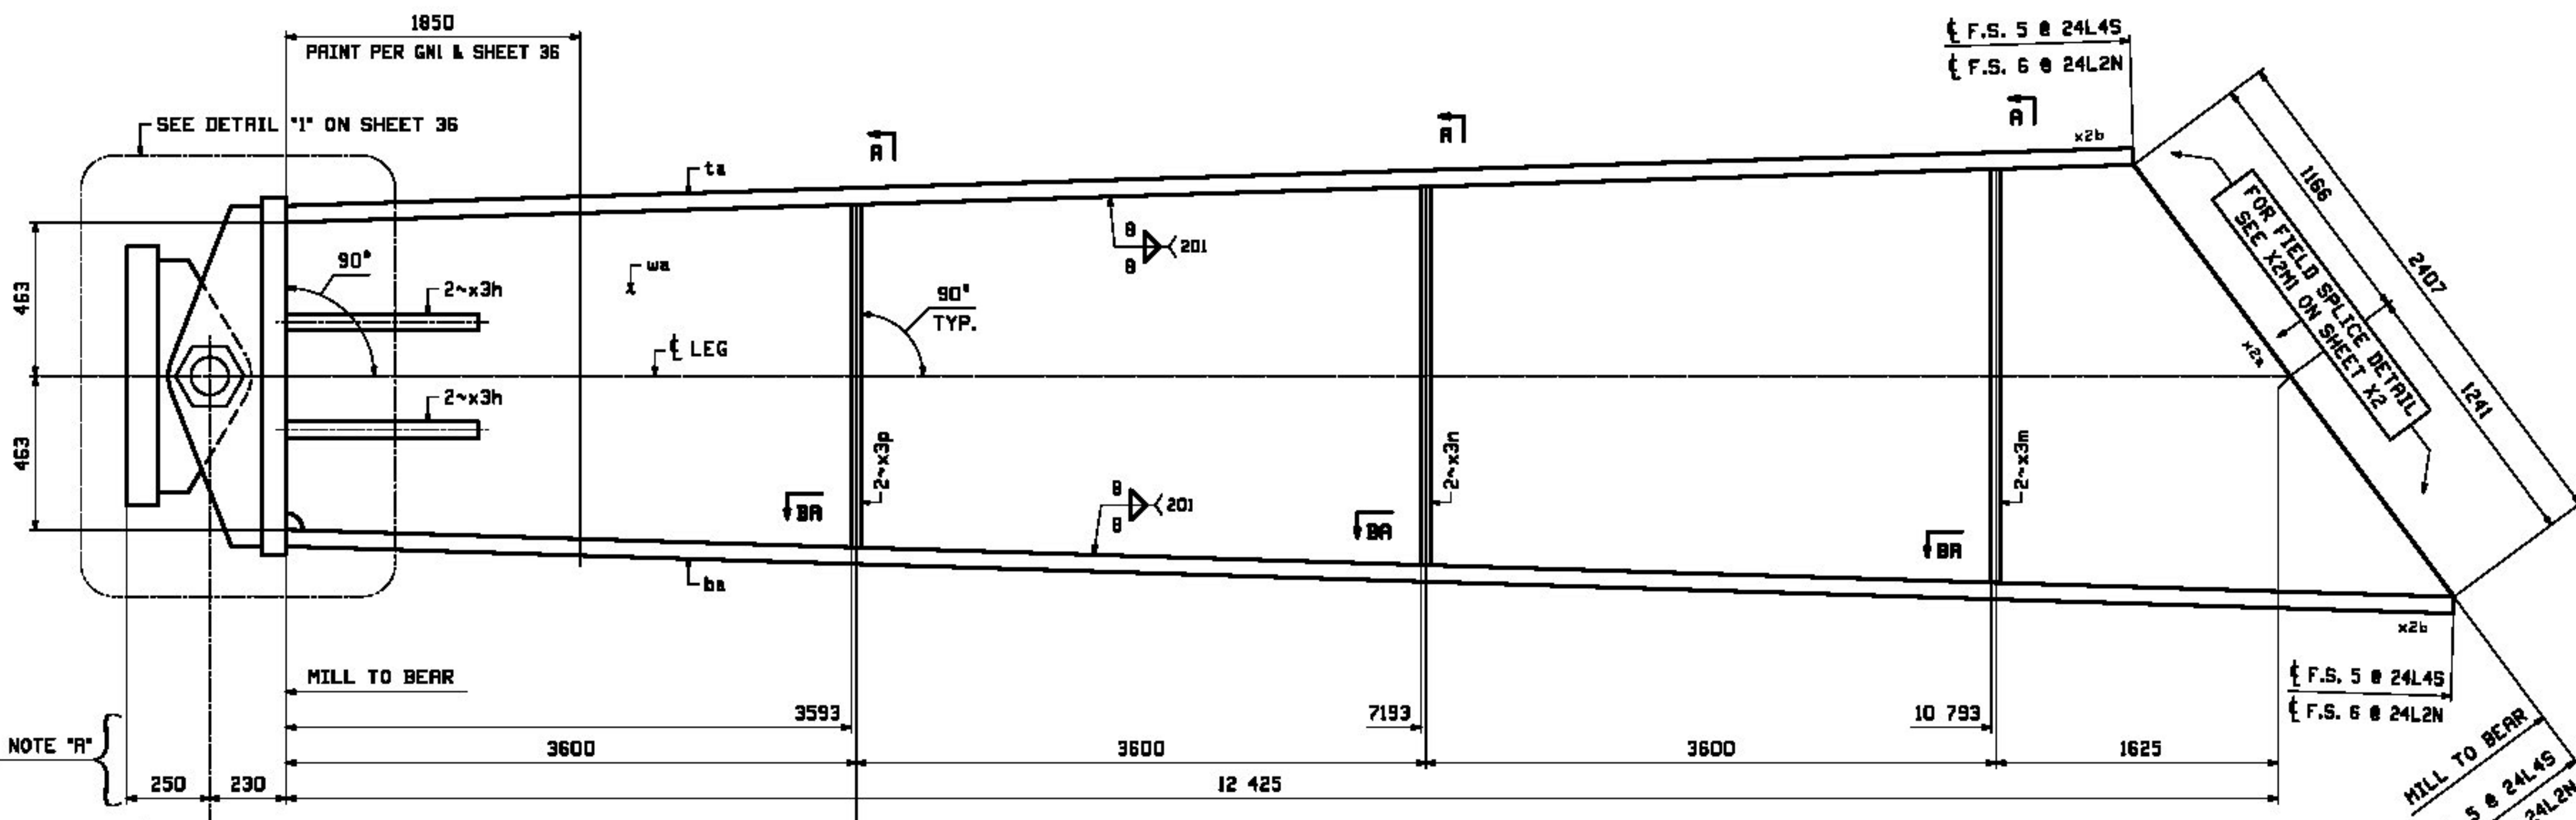 1850
PAINT PER GN1 & SHEET 36
℄ F.S. 5 @ 24L4S
℄ F.S. 6 @ 24L2N
SEE DETAIL "1" ON SHEET 36
A
A
A
x2b
ta
1166
2407
FOR FIELD SPLICE DETAIL
SEE X2M1 ON SHEET X2
463
90°
2~x3h
wa
8
8
201
90°
TYP.
℄ LEG
x2a
1241
463
2~x3h
2~x3p
2~x3n
2~x3m
8
8
201
BA
BA
BA
ba
x2b
MILL TO BEAR
℄ F.S. 5 @ 24L4S
℄ F.S. 6 @ 24L2N
3593
7193
10 793
NOTE "A"
3600
3600
3600
1625
MILL TO BEAR
250
230
12 425
5 @ 24L4S
24L2N